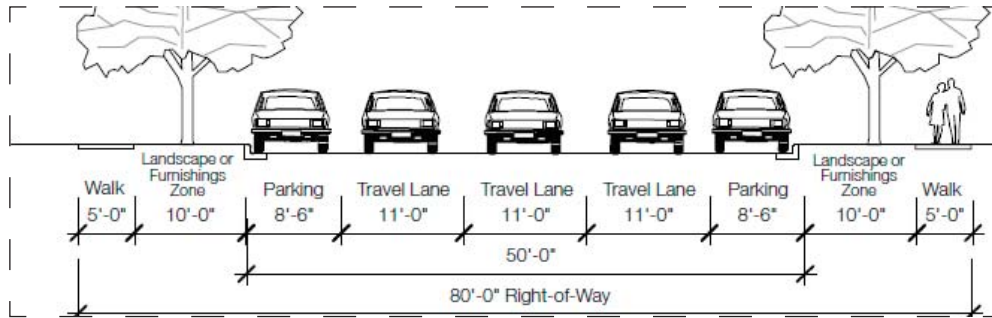 Landscape or
Furnishings
Zone
Walk
5'-0"
10'-0"
Parking
8'-6"
Travel Lane
11'-0"
Travel Lane
11'-0"
Travel Lane
11'-0"
Parking
8'-6"
Landscape or
Furnishings
Zone
10'-0"
Walk
5'-0"
50'-0"
80'-0" Right-of-Way